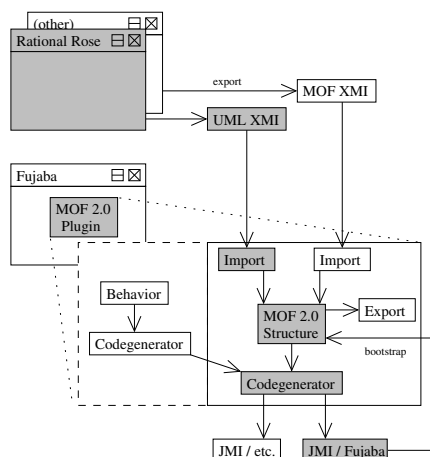 (other)
Rational Rose
export
MOF XMI
UML XMI
Fujaba
MOF 2.0
Plugin
Import
Import
Behavior
MOF 2.0
Structure
Export
Codegenerator
bootstrap
Codegenerator
JMI / etc.
JMI / Fujaba